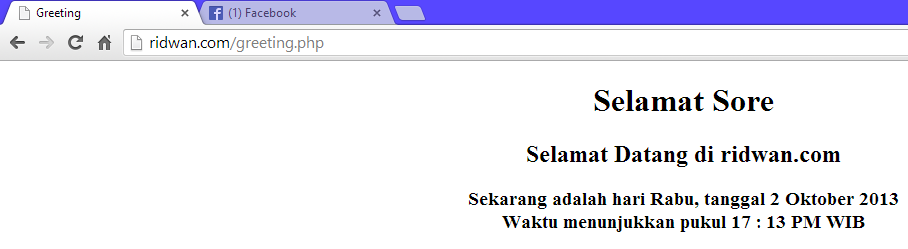 Greeting
(1) Facebook
ridwan.com/greeting.php
Selamat Sore
Selamat Datang di ridwan.com
Sekarang adalah hari Rabu, tanggal 2 Oktober 2013
Waktu menunjukkan pukul 17 : 13 PM WIB